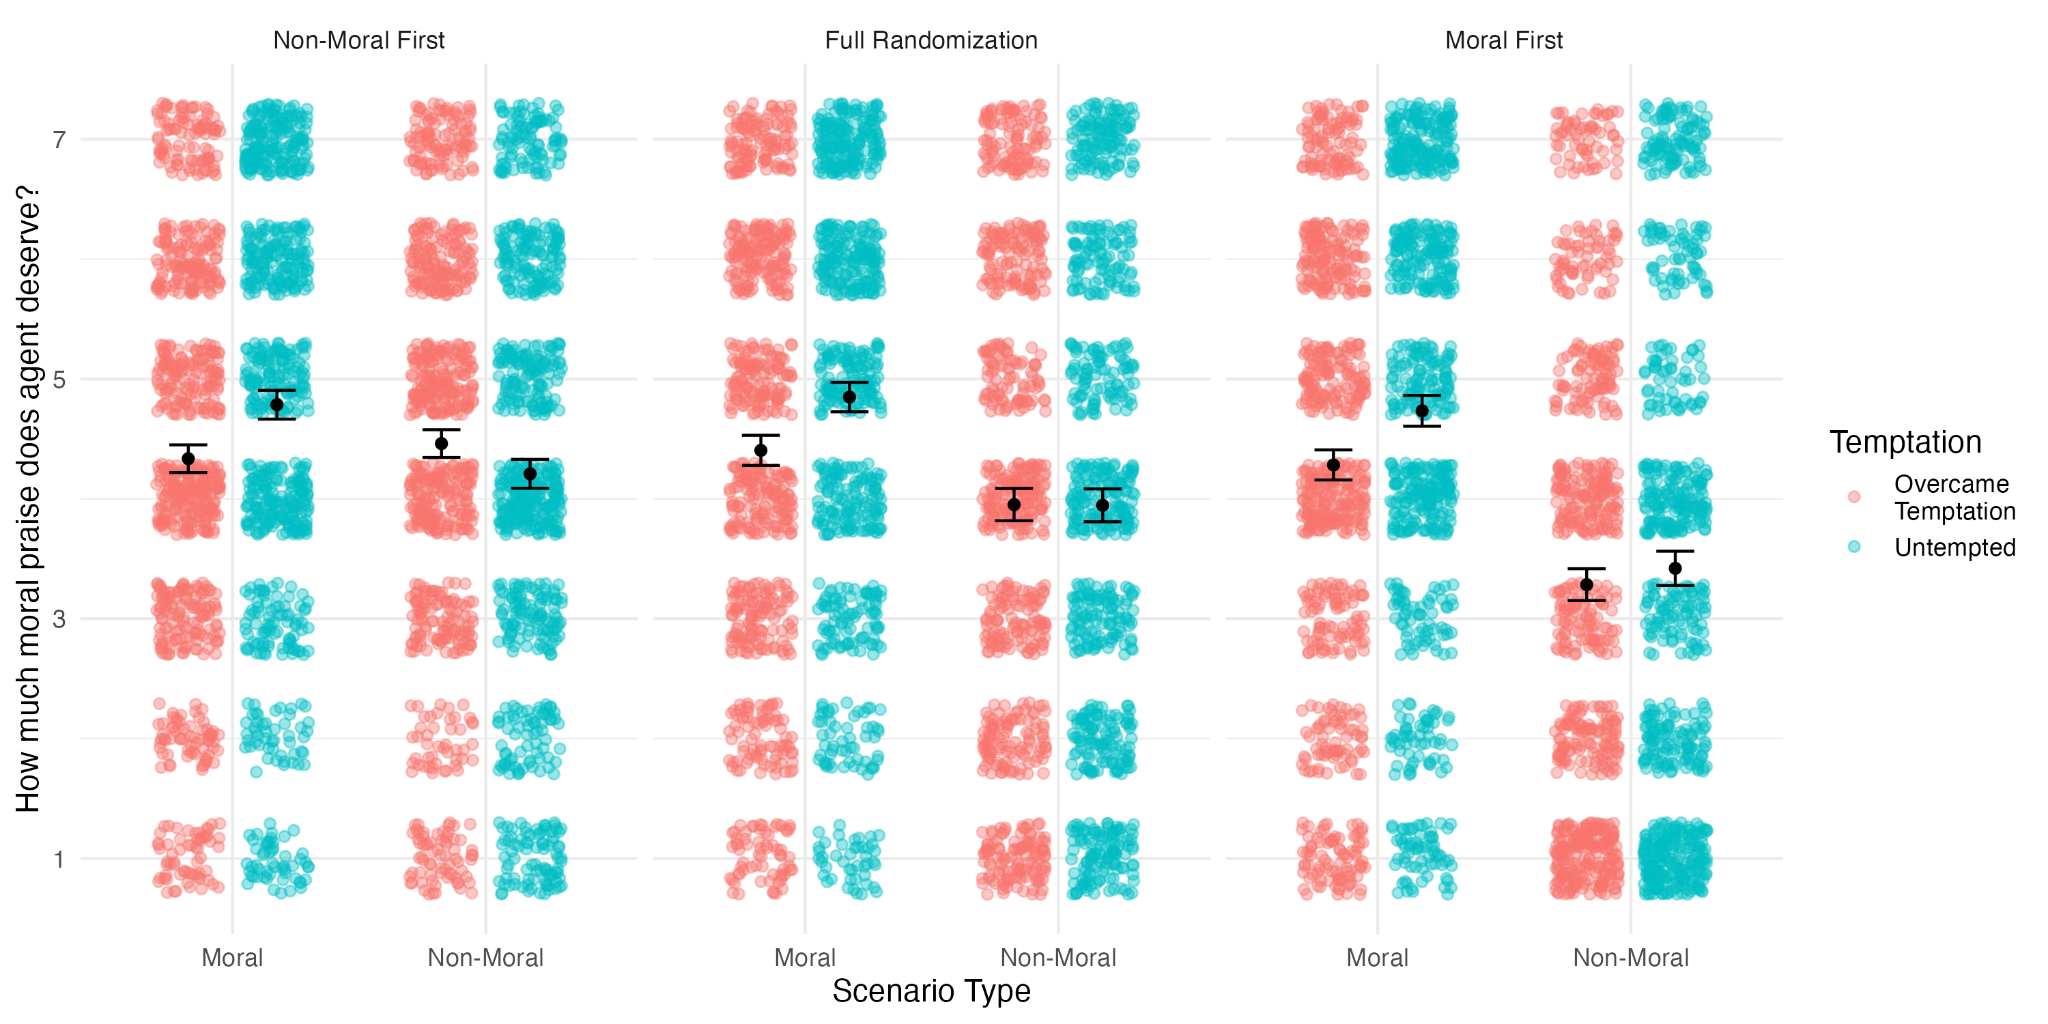 Non-Moral First
Full Randomization
Moral First
How much moral praise does agent deserve?
7
5
3
1
Moral
Non-Moral
Moral
Non-Moral
Moral
Non-Moral
Scenario Type
Temptation
Overcame
Temptation
Untempted